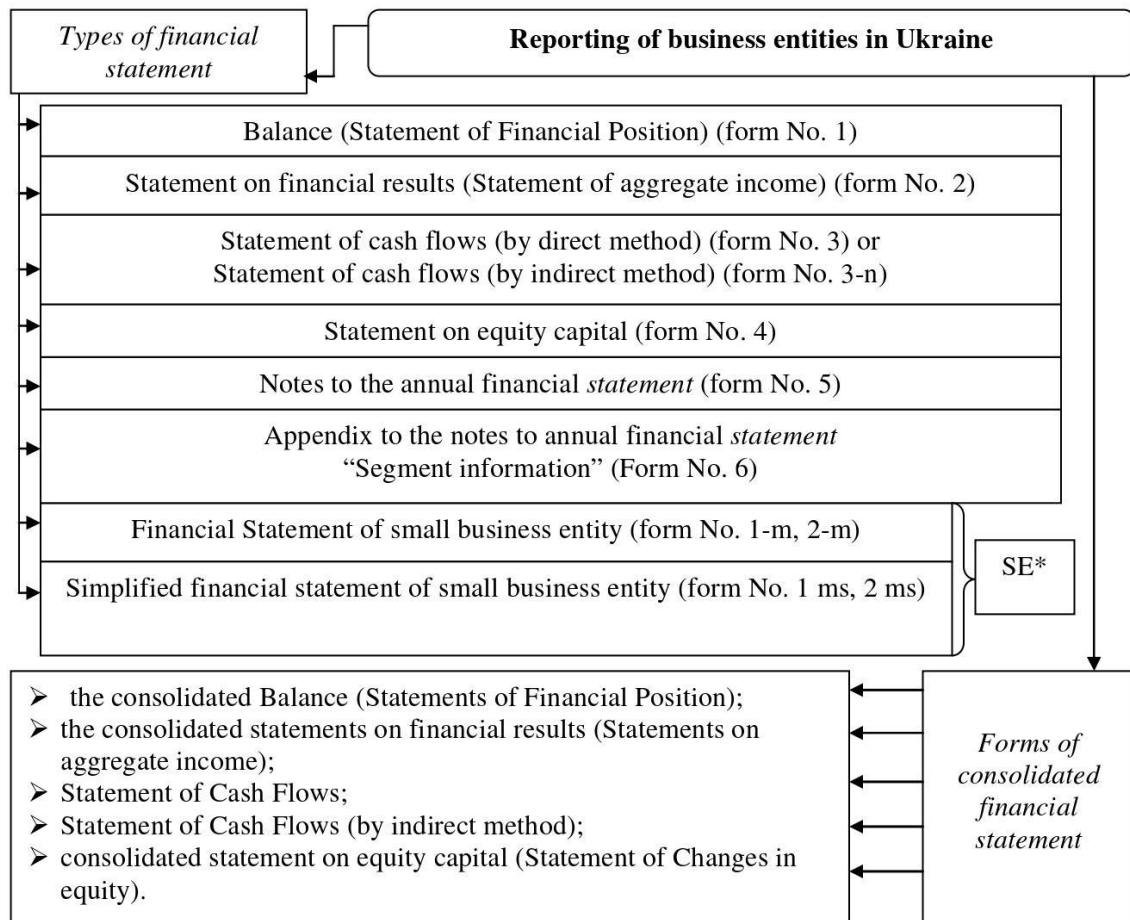 Types of financial
statement
Reporting of business entities in Ukraine
Balance (Statement of Financial Position) (form No. 1)
Statement on financial results (Statement of aggregate income) (form No. 2)
Statement of cash flows (by direct method) (form No. 3) or
Statement of cash flows (by indirect method) (form No. 3-n)
Statement on equity capital (form No. 4)
Notes to the annual financial statement (form No. 5)
Appendix to the notes to annual financial statement
“Segment information” (Form No. 6)
Financial Statement of small business entity (form No. 1-m, 2-m)
Simplified financial statement of small business entity (form No. 1 ms, 2 ms)
SE*
➢ the consolidated Balance (Statements of Financial Position);
➢ the consolidated statements on financial results (Statements on
aggregate income);
➢ Statement of Cash Flows;
➢ Statement of Cash Flows (by indirect method);
➢ consolidated statement on equity capital (Statement of Changes in
equity).
Forms of
consolidated
financial
statement